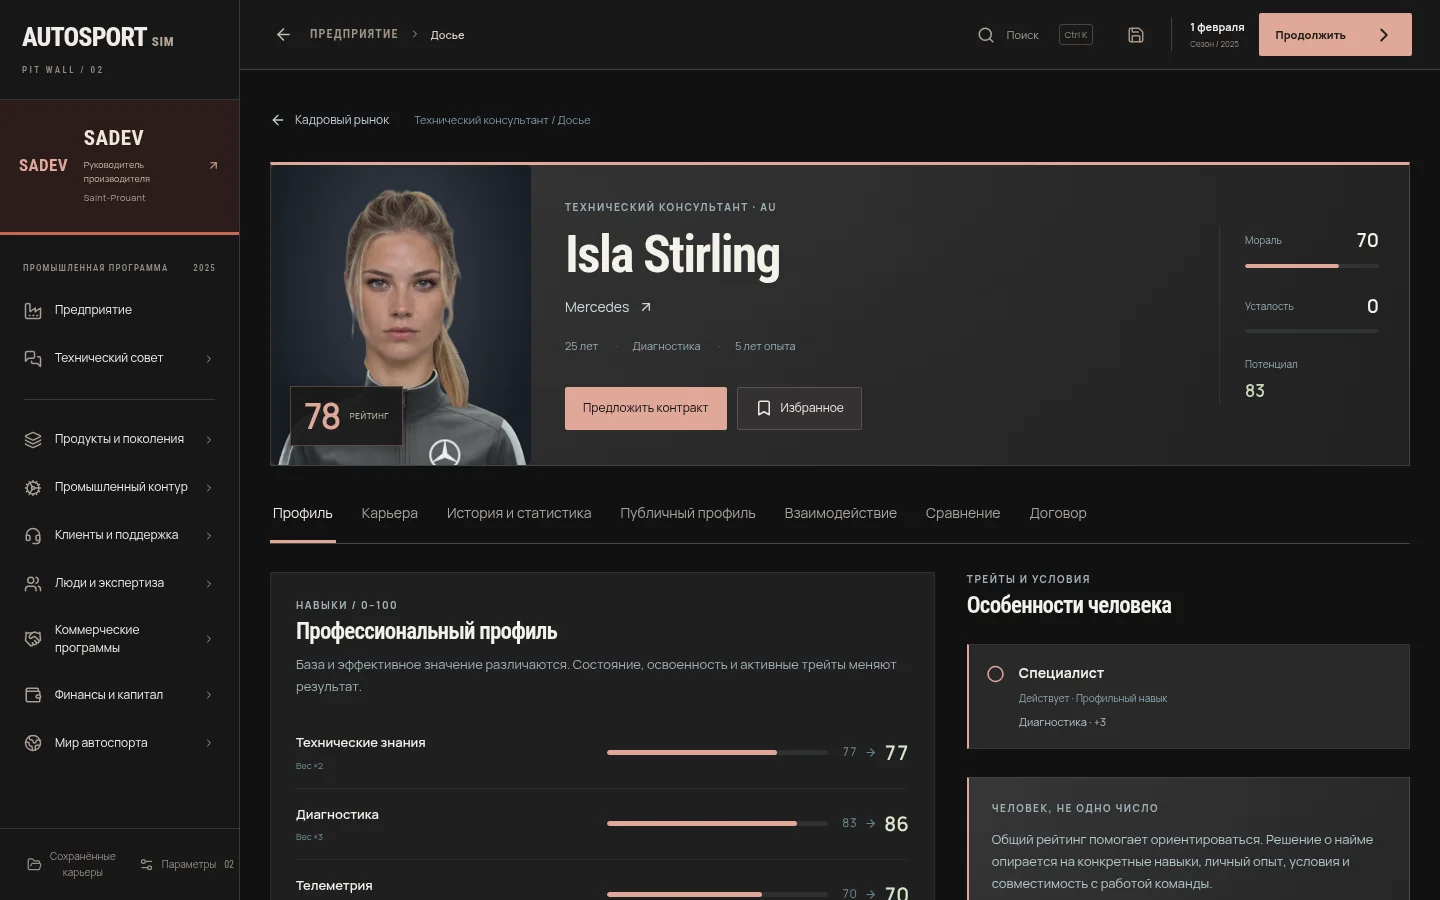 AUTOSPORT SIM
PIT WALL / 02
SADEV
SADEV
Руководитель
производителя
Saint-Prouant
ПРОМЫШЛЕННАЯ ПРОГРАММА 2025
Предприятие
Технический совет
Продукты и поколения
Промышленный контур
Клиенты и поддержка
Люди и экспертиза
Коммерческие
программы
Финансы и капитал
Мир автоспорта
Сохранённые
карьеры
Параметры 02
ПРЕДПРИЯТИЕ
Досье
Поиск
Ctrl K
1 февраля
Сезон / 2025
Продолжить
Кадровый рынок
Технический консультант / Досье
78 РЕЙТИНГ
ТЕХНИЧЕСКИЙ КОНСУЛЬТАНТ · AU
Isla Stirling
Mercedes
25 лет · Диагностика · 5 лет опыта
Предложить контракт
Избранное
Мораль 70
Усталость 0
Потенциал
83
Профиль
Карьера
История и статистика
Публичный профиль
Взаимодействие
Сравнение
Договор
НАВЫКИ / 0–100
Профессиональный профиль
База и эффективное значение различаются. Состояние, освоенность и активные трейты меняют
результат.
Технические знания
Вес ×2
77 → 77
Диагностика
Вес ×3
83 → 86
Телеметрия
70 → 70
ТРЕЙТЫ И УСЛОВИЯ
Особенности человека
Специалист
Действует · Профильный навык
Диагностика · +3
ЧЕЛОВЕК, НЕ ОДНО ЧИСЛО
Общий рейтинг помогает ориентироваться. Решение о найме
опирается на конкретные навыки, личный опыт, условия и
совместимость с работой команды.